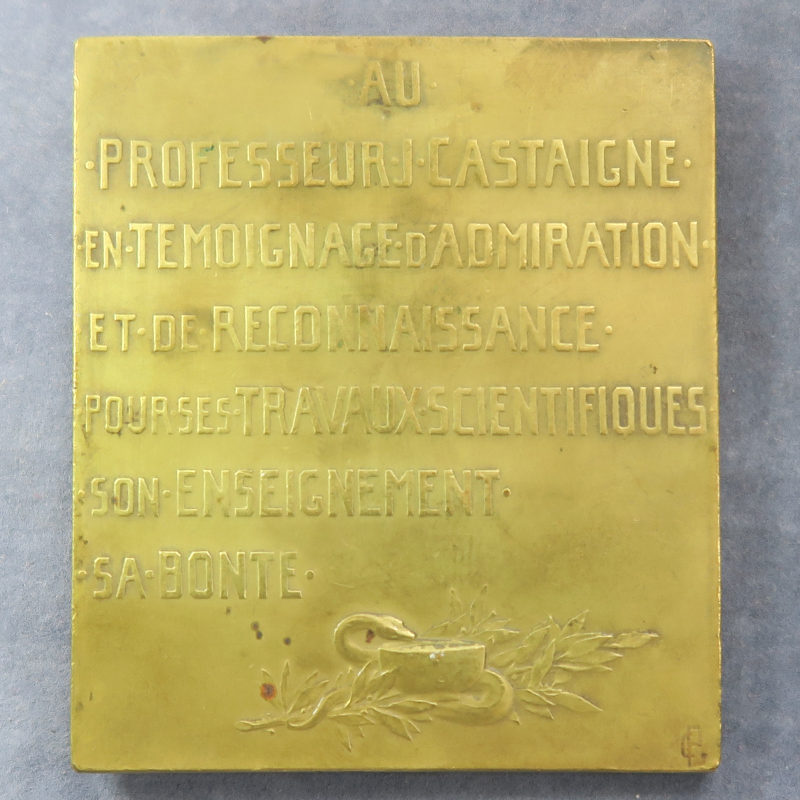 ·AU·
·PROFESSEUR·J·CASTAIGNE·
·EN·TEMOIGNAGE·D'ADMIRATION·
ET·DE RECONNAISSANCE·
POUR SES·TRAVAUX·SCIENTIFIQUES
·SON·ENSEIGNEMENT·
·SA·BONTE·